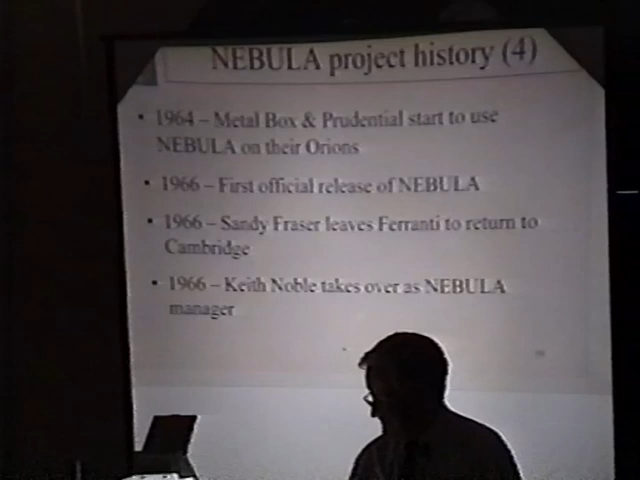 NEBULA project history (4)
• 1964 – Metal Box & Prudential start to use
NEBULA on their Orions
• 1966 – First official release of NEBULA
• 1966 – Sandy Fraser leaves Ferranti to return to
Cambridge
• 1966 – Keith Noble takes over as NEBULA
manager